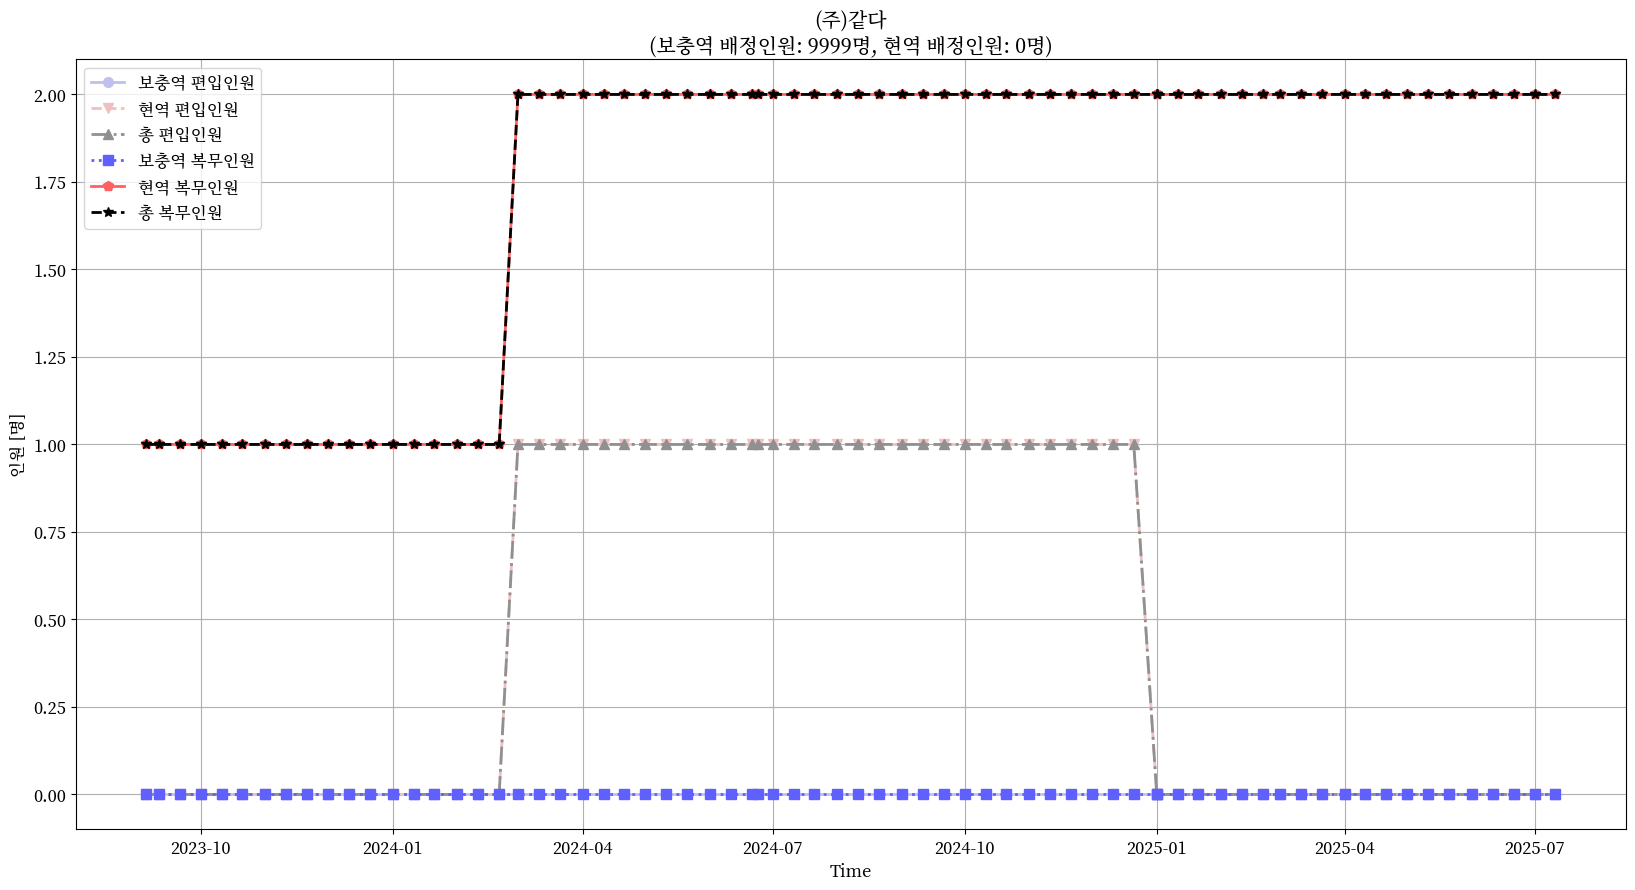 (주)같다
(보충역 배정인원: 9999명, 현역 배정인원: 0명)
보충역 편입인원
현역 편입인원
총 편입인원
보충역 복무인원
현역 복무인원
총 복무인원
2.00
1.75
1.50
1.25
1.00
0.75
0.50
0.25
0.00
인원 [명]
2023-10
2024-01
2024-04
2024-07
2024-10
2025-01
2025-04
2025-07
Time